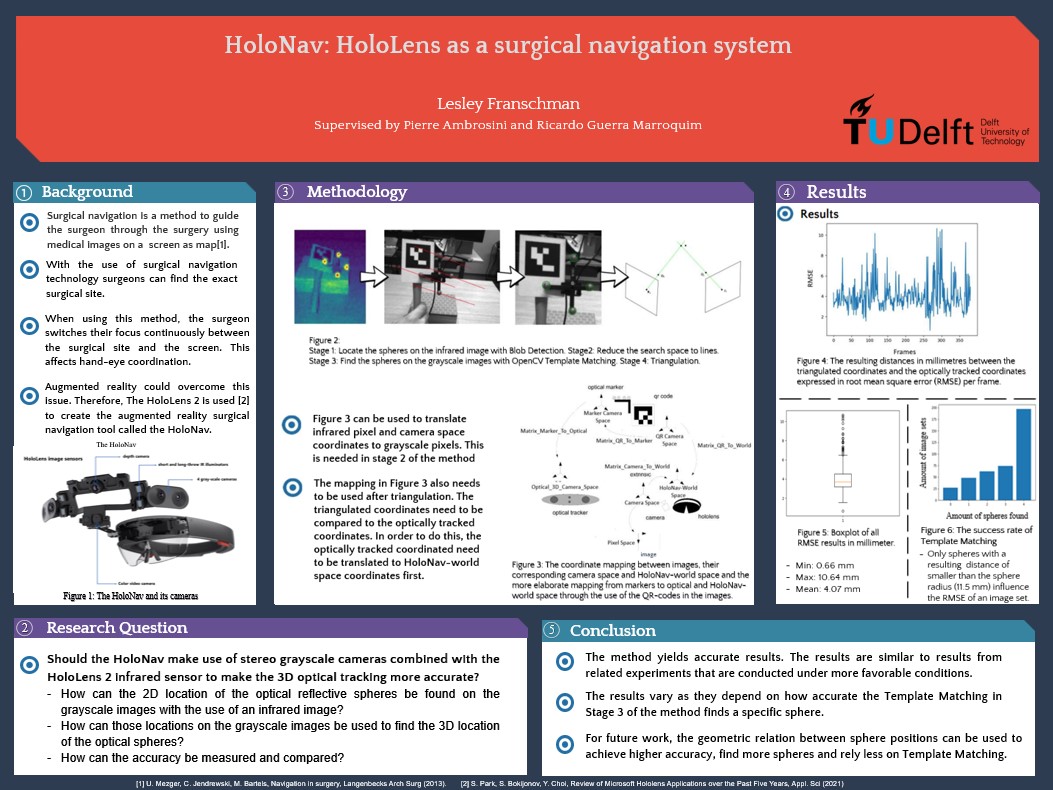 HoloNav: HoloLens as a surgical navigation system
Lesley Franschman
Supervised by Pierre Ambrosini and Ricardo Guerra Marroquim
TU Delft
Delft
University of
Technology
1 Background
Surgical navigation is a method to guide
the surgeon through the surgery using
medical images on a screen as map[1].
With the use of surgical navigation
technology surgeons can find the exact
surgical site.
When using this method, the surgeon
switches their focus continuously between
the surgical site and the screen. This
affects hand-eye coordination.
Augmented reality could overcome this
issue. Therefore, The HoloLens 2 is used [2]
to create the augmented reality surgical
navigation tool called the HoloNav.
The HoloNav
HoloLens image sensors
depth camera
short and long-throw IR illuminators
4 gray-scale cameras
Color video camera
Figure 1: The HoloNav and its cameras
3 Methodology
Figure 2:
Stage 1: Locate the spheres on the infrared image with Blob Detection. Stage2: Reduce the search space to lines.
Stage 3: Find the spheres on the grayscale images with OpenCV Template Matching. Stage 4: Triangulation.
Figure 3 can be used to translate
infrared pixel and camera space
coordinates to grayscale pixels. This
is needed in stage 2 of the method
The mapping in Figure 3 also needs
to be used after triangulation. The
triangulated coordinates need to be
compared to the optically tracked
coordinates. In order to do this, the
optically tracked coordinated need
to be translated to HoloNav-world
space coordinates first.
optical marker
qr code
Marker Camera
Space
Matrix_Marker_To_Optical
QR Camera
Space
Matrix_QR_To_Marker
Matrix_QR_To_World
Matrix_Camera_To_World
extrinsic
Optical_3D_Camera_Space
HoloNav-World
Space
Camera Space
optical tracker
hololens
camera
Pixel Space
image
Figure 3: The coordinate mapping between images, their
corresponding camera space and HoloNav-world space and the
more elaborate mapping from markers to optical and HoloNav-
world space through the use of the QR-codes in the images.
4 Results
Results
RMSE
10
8
6
4
2
0 50 100 150 200 250 300 350
Frames
Figure 4: The resulting distances in millimetres between the
triangulated coordinates and the optically tracked coordinates
expressed in root mean square error (RMSE) per frame.
10
8
6
4
2
1
Figure 5: Boxplot of all
RMSE results in millimeter.
- Min: 0.66 mm
- Max: 10.64 mm
- Mean: 4.07 mm
Amount of image sets
0 1 2 3 4
Amount of spheres found
Figure 6: The success rate of
Template Matching
- Only spheres with a
resulting distance of
smaller than the sphere
radius (11.5 mm) influence
the RMSE of an image set.
2 Research Question
Should the HoloNav make use of stereo grayscale cameras combined with the
HoloLens 2 infrared sensor to make the 3D optical tracking more accurate?
- How can the 2D location of the optical reflective spheres be found on the
grayscale images with the use of an infrared image?
- How can those locations on the grayscale images be used to find the 3D location
of the optical spheres?
- How can the accuracy be measured and compared?
5 Conclusion
The method yields accurate results. The results are similar to results from
related experiments that are conducted under more favorable conditions.
The results vary as they depend on how accurate the Template Matching in
Stage 3 of the method finds a specific sphere.
For future work, the geometric relation between sphere positions can be used to
achieve higher accuracy, find more spheres and rely less on Template Matching.
[1] U. Mezger, C. Jendrewski, M. Bartels, Navigation in surgery, Langenbecks Arch Surg (2013). [2] S. Park, S. Bokijonov, Y. Choi, Review of Microsoft Hololens Applications over the Past Five Years, Appl. Sci (2021)